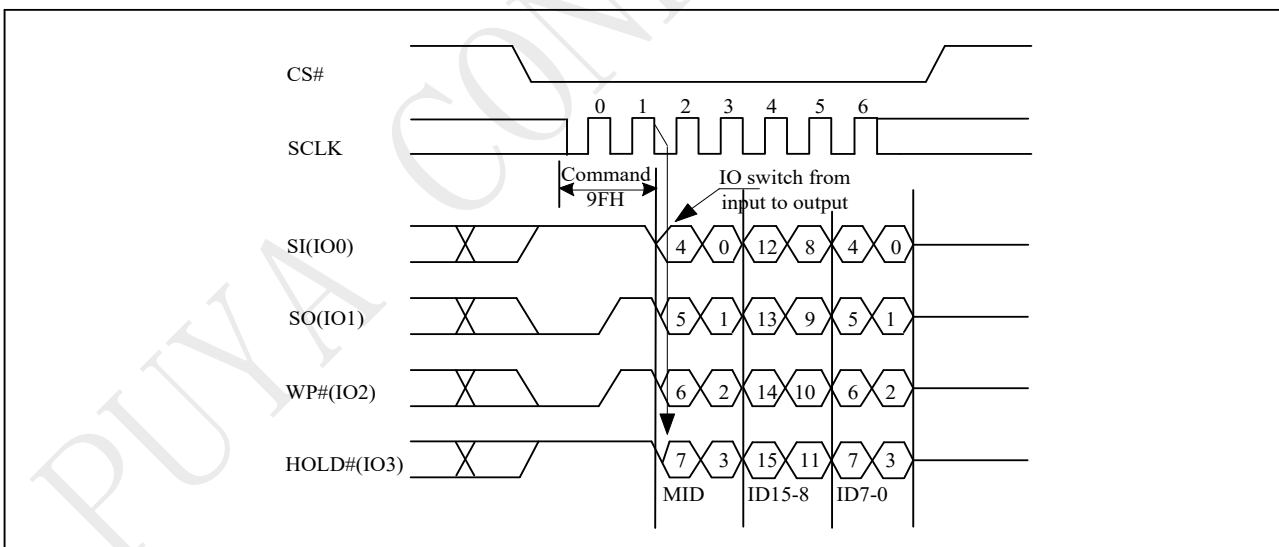 CS#
0 1 2 3 4 5 6
SCLK
Command
9FH
IO switch from
input to output
SI(IO0)
4 0 12 8 4 0
SO(IO1)
5 1 13 9 5 1
WP#(IO2)
6 2 14 10 6 2
HOLD#(IO3)
7 3 15 11 7 3
MID ID15-8 ID7-0
PUYA CON